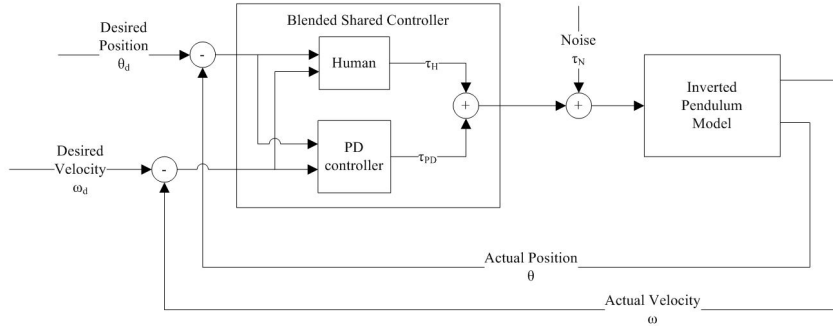 Blended Shared Controller
Desired
Position
θd
-
Human
τH
Noise
τN
Inverted
Pendulum
Model
+
+
Desired
Velocity
ωd
-
PD
controller
τPD
Actual Position
θ
Actual Velocity
ω